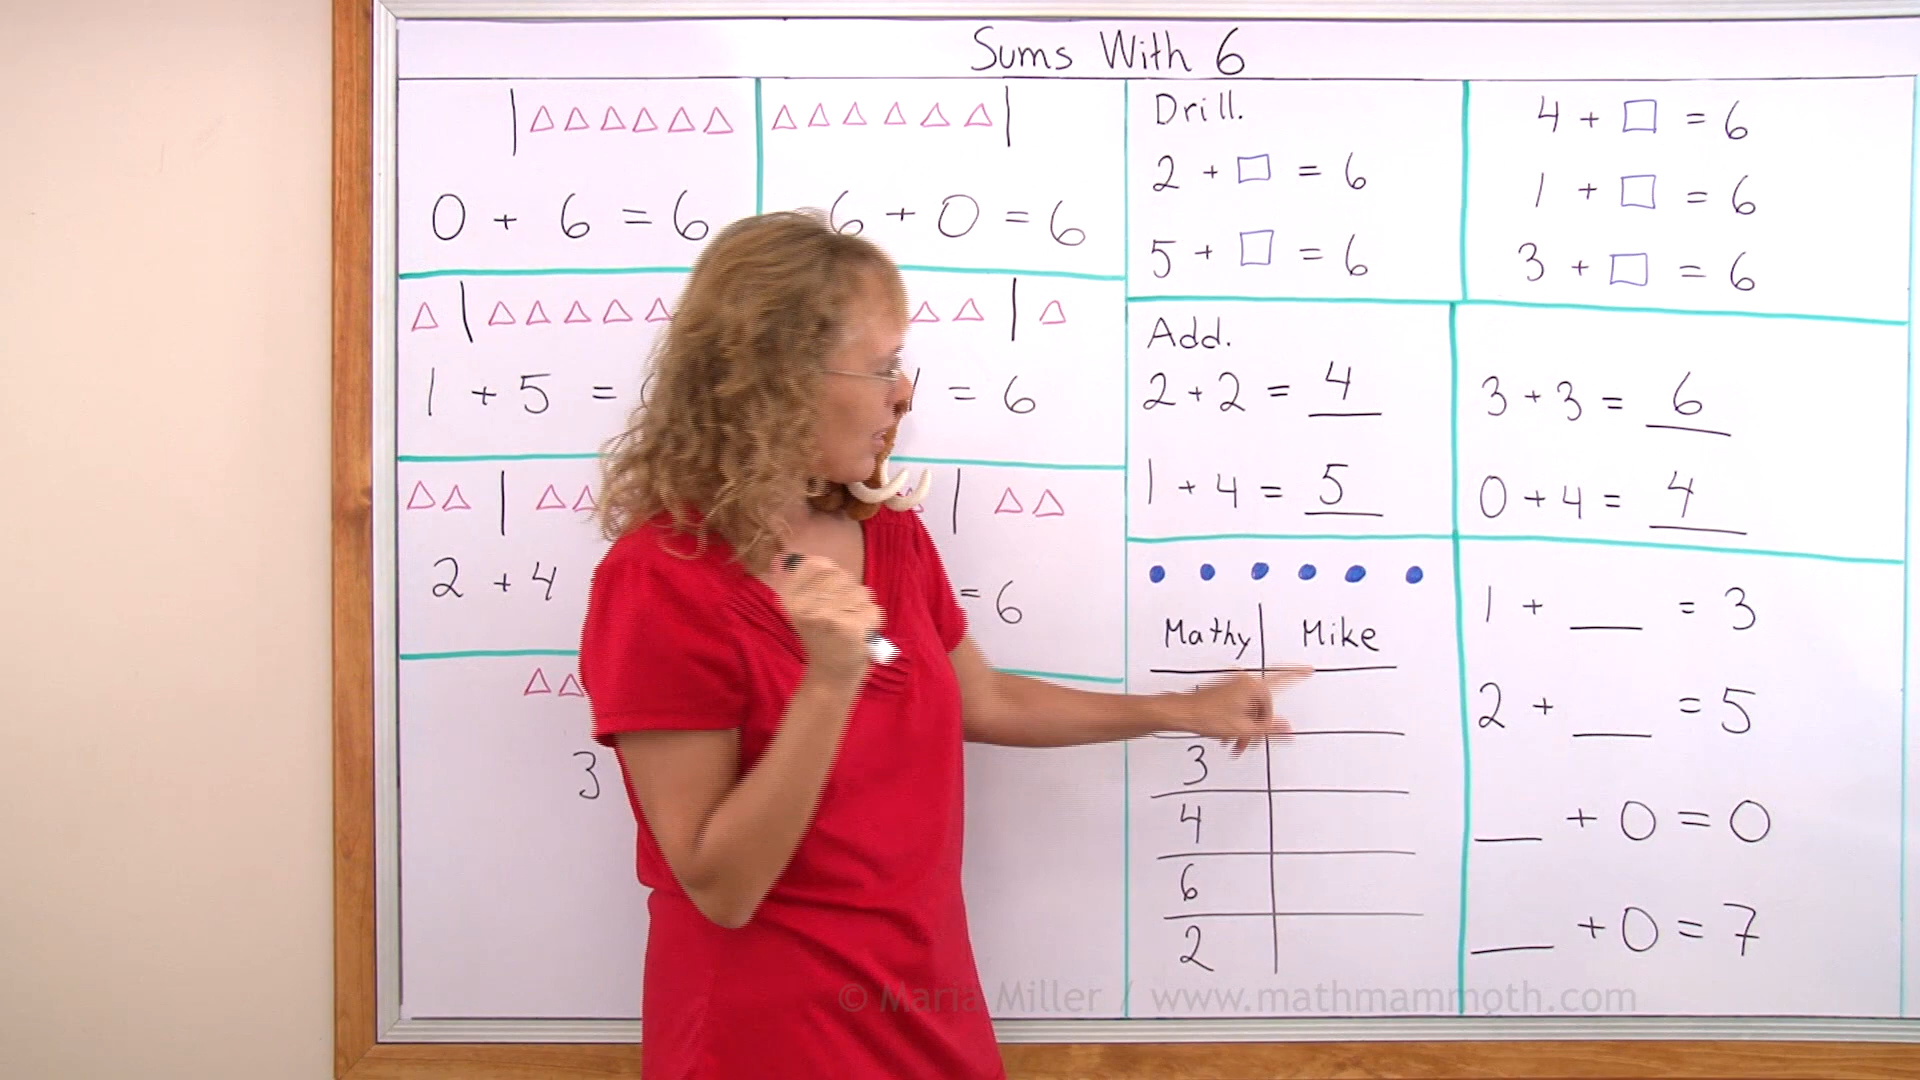 Sums With 6
0 + 6 = 6
6 + 0 = 6
1 + 5 =
1 = 6
2 + 4
= 6
3
Drill.
2 + □ = 6
5 + □ = 6
4 + □ = 6
1 + □ = 6
3 + □ = 6
Add.
2 + 2 = 4
1 + 4 = 5
3 + 3 = 6
0 + 4 = 4
Mathy Mike
3
4
6
2
1 + ___ = 3
2 + ___ = 5
___ + 0 = 0
___ + 0 = 7
© Maria Miller / www.mathmammoth.com